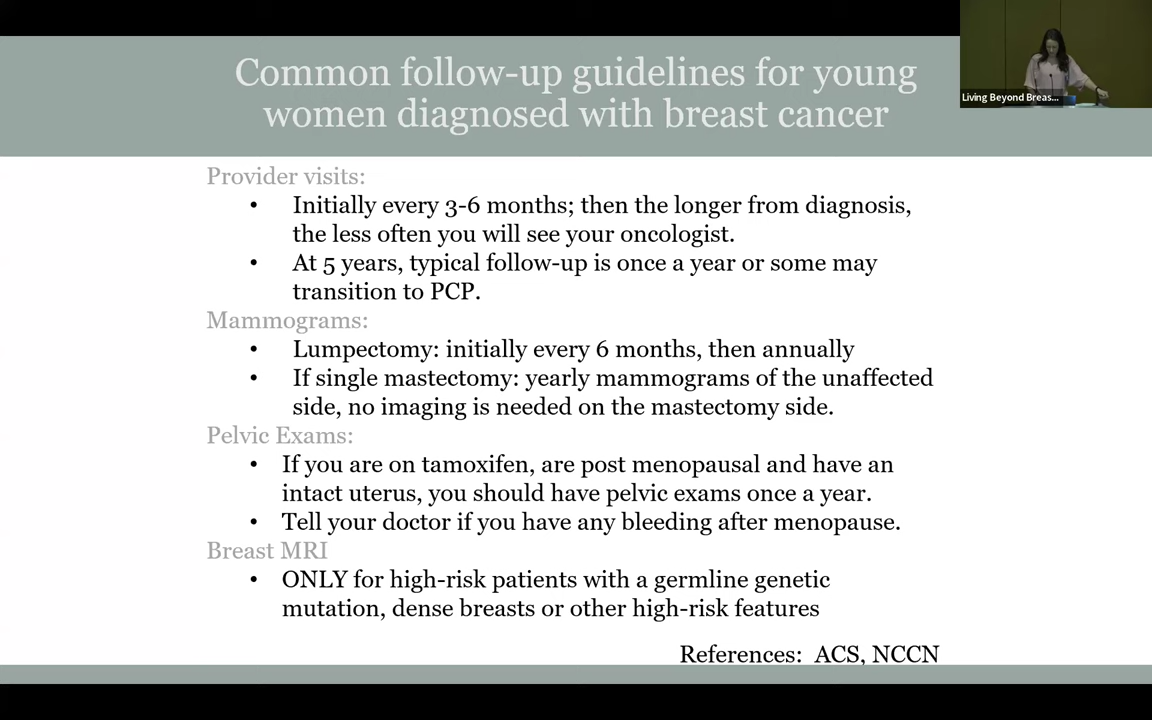 Common follow-up guidelines for young
women diagnosed with breast cancer
Living Beyond Breas...
Provider visits:
• Initially every 3-6 months; then the longer from diagnosis,
the less often you will see your oncologist.
• At 5 years, typical follow-up is once a year or some may
transition to PCP.
Mammograms:
• Lumpectomy: initially every 6 months, then annually
• If single mastectomy: yearly mammograms of the unaffected
side, no imaging is needed on the mastectomy side.
Pelvic Exams:
• If you are on tamoxifen, are post menopausal and have an
intact uterus, you should have pelvic exams once a year.
• Tell your doctor if you have any bleeding after menopause.
Breast MRI
• ONLY for high-risk patients with a germline genetic
mutation, dense breasts or other high-risk features
References: ACS, NCCN